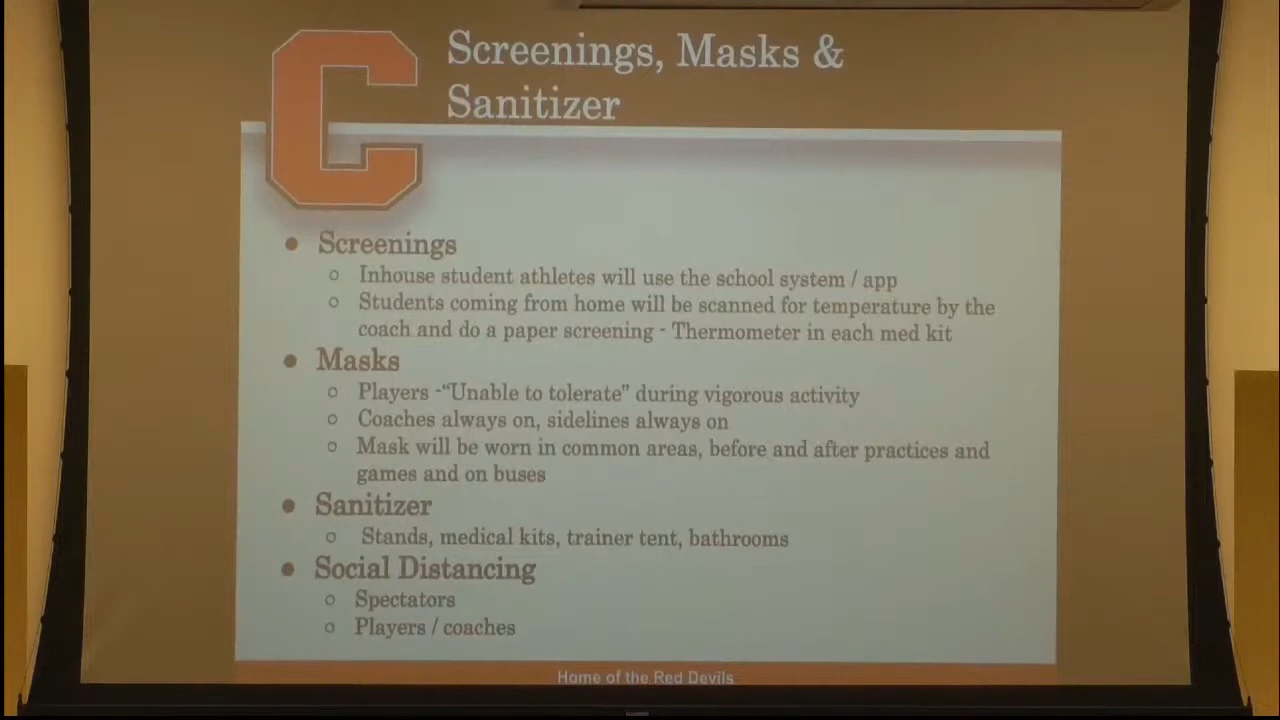 C
Screenings, Masks &
Sanitizer
● Screenings
○ Inhouse student athletes will use the school system / app
○ Students coming from home will be scanned for temperature by the
coach and do a paper screening - Thermometer in each med kit
● Masks
○ Players -“Unable to tolerate” during vigorous activity
○ Coaches always on, sidelines always on
○ Mask will be worn in common areas, before and after practices and
games and on buses
● Sanitizer
○ Stands, medical kits, trainer tent, bathrooms
● Social Distancing
○ Spectators
○ Players / coaches
Home of the Red Devils